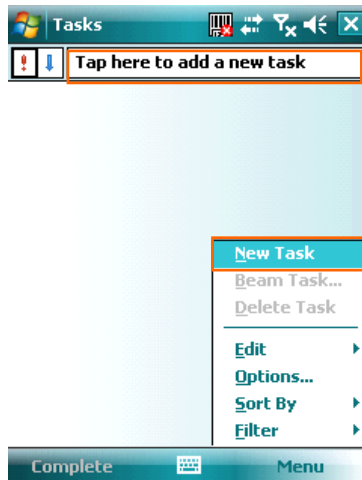 Tasks
Tap here to add a new task
New Task
Beam Task...
Delete Task
Edit
Options...
Sort By
Filter
Complete
Menu